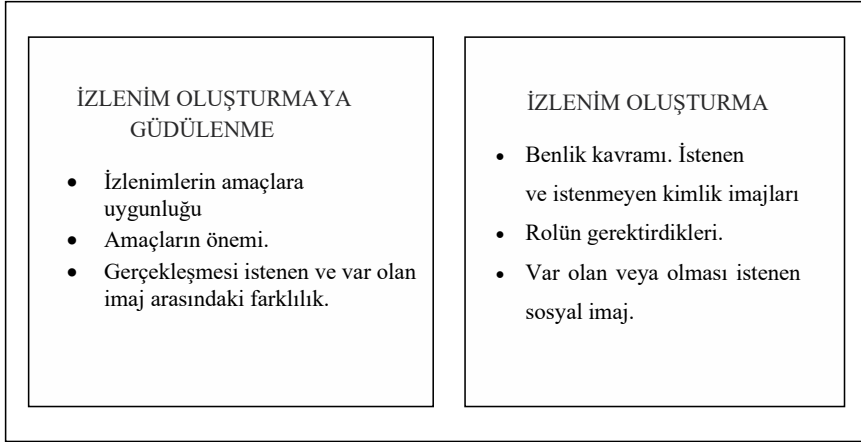 İZLENİM OLUŞTURMAYA
GÜDÜLENME
• İzlenimlerin amaçlara
uygunluğu
• Amaçların önemi.
• Gerçekleşmesi istenen ve var olan
imaj arasındaki farklılık.
İZLENİM OLUŞTURMA
• Benlik kavramı. İstenen
ve istenmeyen kimlik imajları
• Rolün gerektirdikleri.
• Var olan veya olması istenen
sosyal imaj.